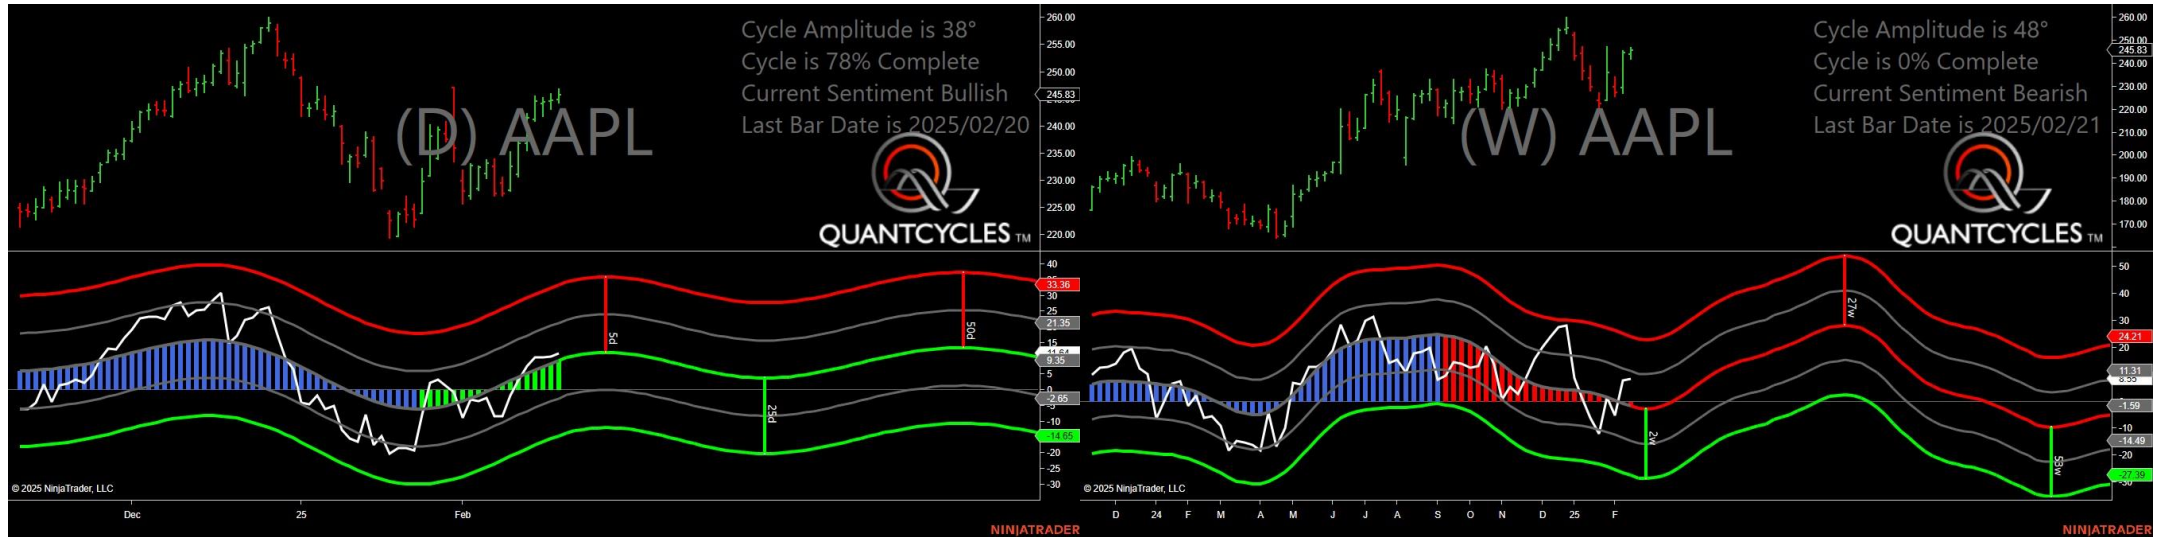 Cycle Amplitude is 38°
Cycle is 78% Complete
Current Sentiment Bullish
Last Bar Date is 2025/02/20
(D) AAPL
QUANTCYCLES TM
260.00
255.00
250.00
245.83
240.00
235.00
230.00
225.00
220.00
40
33.36
30
25
21.35
15
9.35
5
0
-2.65
-5
-10
-14.65
-20
-25
-30
5d
25d
50d
© 2025 NinjaTrader, LLC
Dec
25
Feb
NINJATRADER
Cycle Amplitude is 48°
Cycle is 0% Complete
Current Sentiment Bearish
Last Bar Date is 2025/02/21
(W) AAPL
QUANTCYCLES TM
260.00
250.00
245.83
240.00
230.00
220.00
210.00
200.00
190.00
180.00
170.00
50
40
30
24.21
20
11.31
8.55
-1.59
-10
-14.49
-20
-27.39
2w
27w
53w
© 2025 NinjaTrader, LLC
D 24 F M A M J J A S O N D 25 F
NINJATRADER